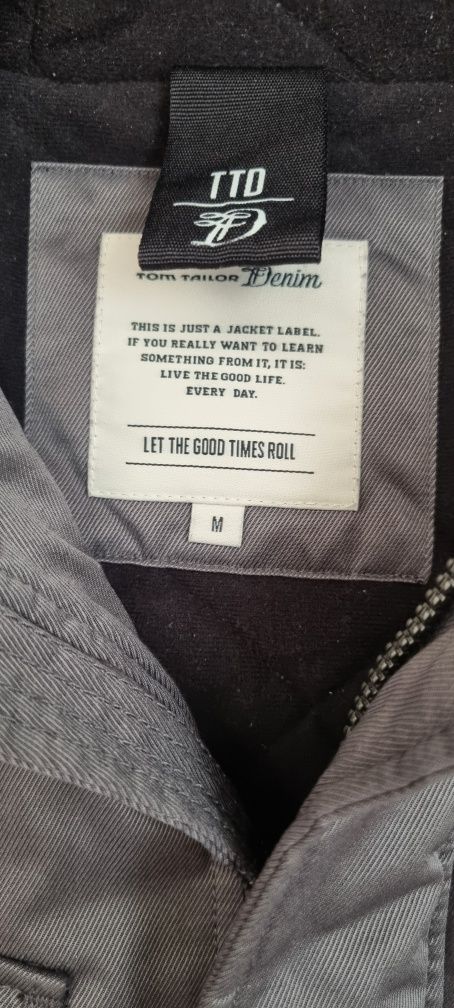 TTD
TOM TAILOR Denim
THIS IS JUST A JACKET LABEL.
IF YOU REALLY WANT TO LEARN
SOMETHING FROM IT, IT IS:
LIVE THE GOOD LIFE.
EVERY DAY.
LET THE GOOD TIMES ROLL
M